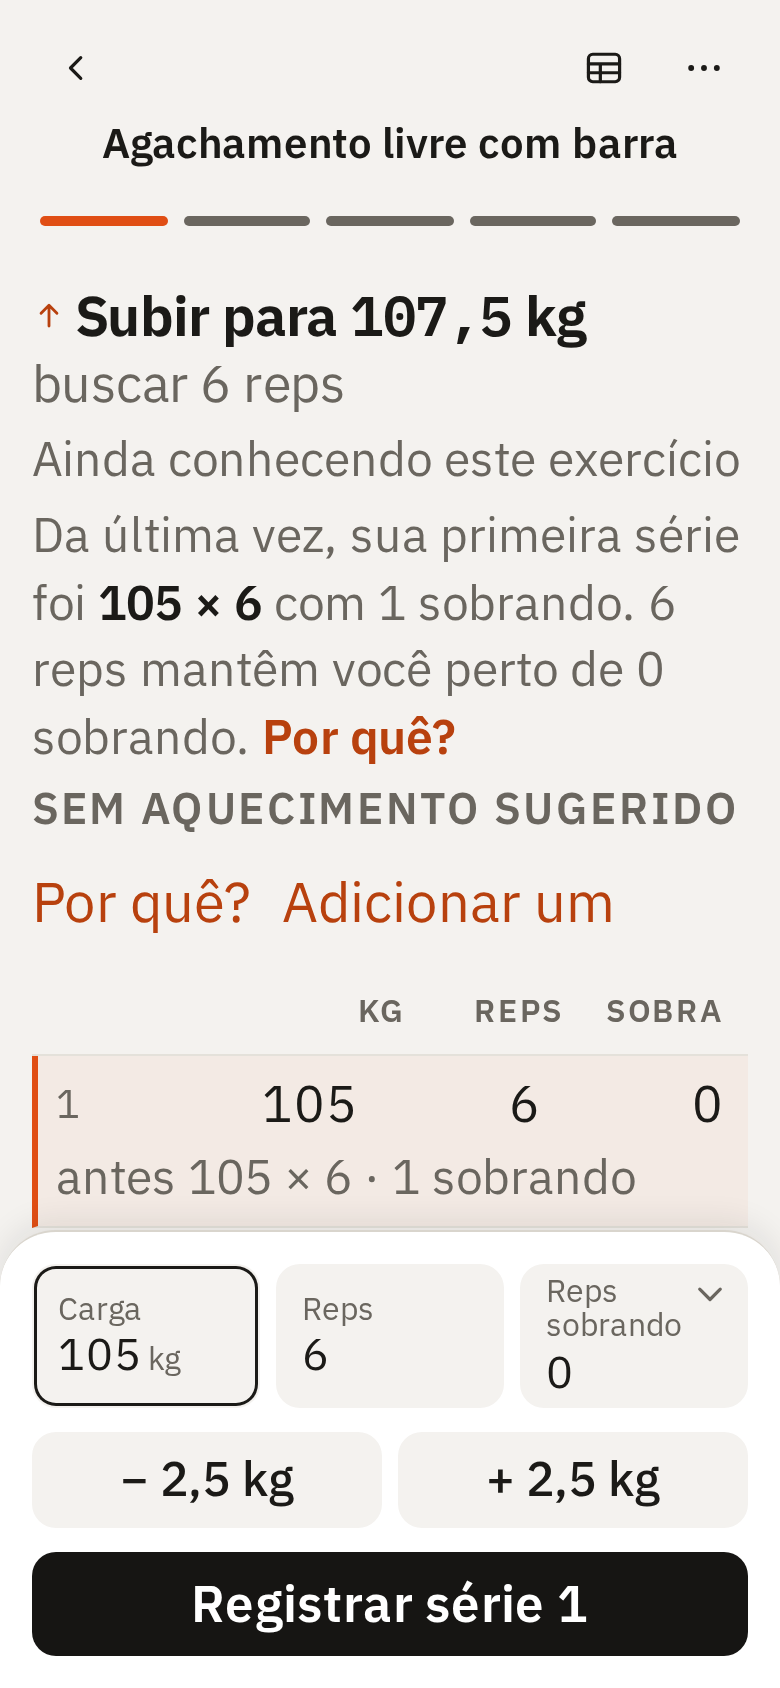 Agachamento livre com barra
↑ Subir para 107,5 kg
buscar 6 reps
Ainda conhecendo este exercício
Da última vez, sua primeira série
foi 105 × 6 com 1 sobrando. 6
reps mantêm você perto de 0
sobrando. Por quê?
SEM AQUECIMENTO SUGERIDO
Por quê? Adicionar um
KG REPS SOBRA
1 105 6 0
antes 105 × 6 · 1 sobrando
Carga
105 kg
Reps
6
Reps
sobrando
0
− 2,5 kg
+ 2,5 kg
Registrar série 1